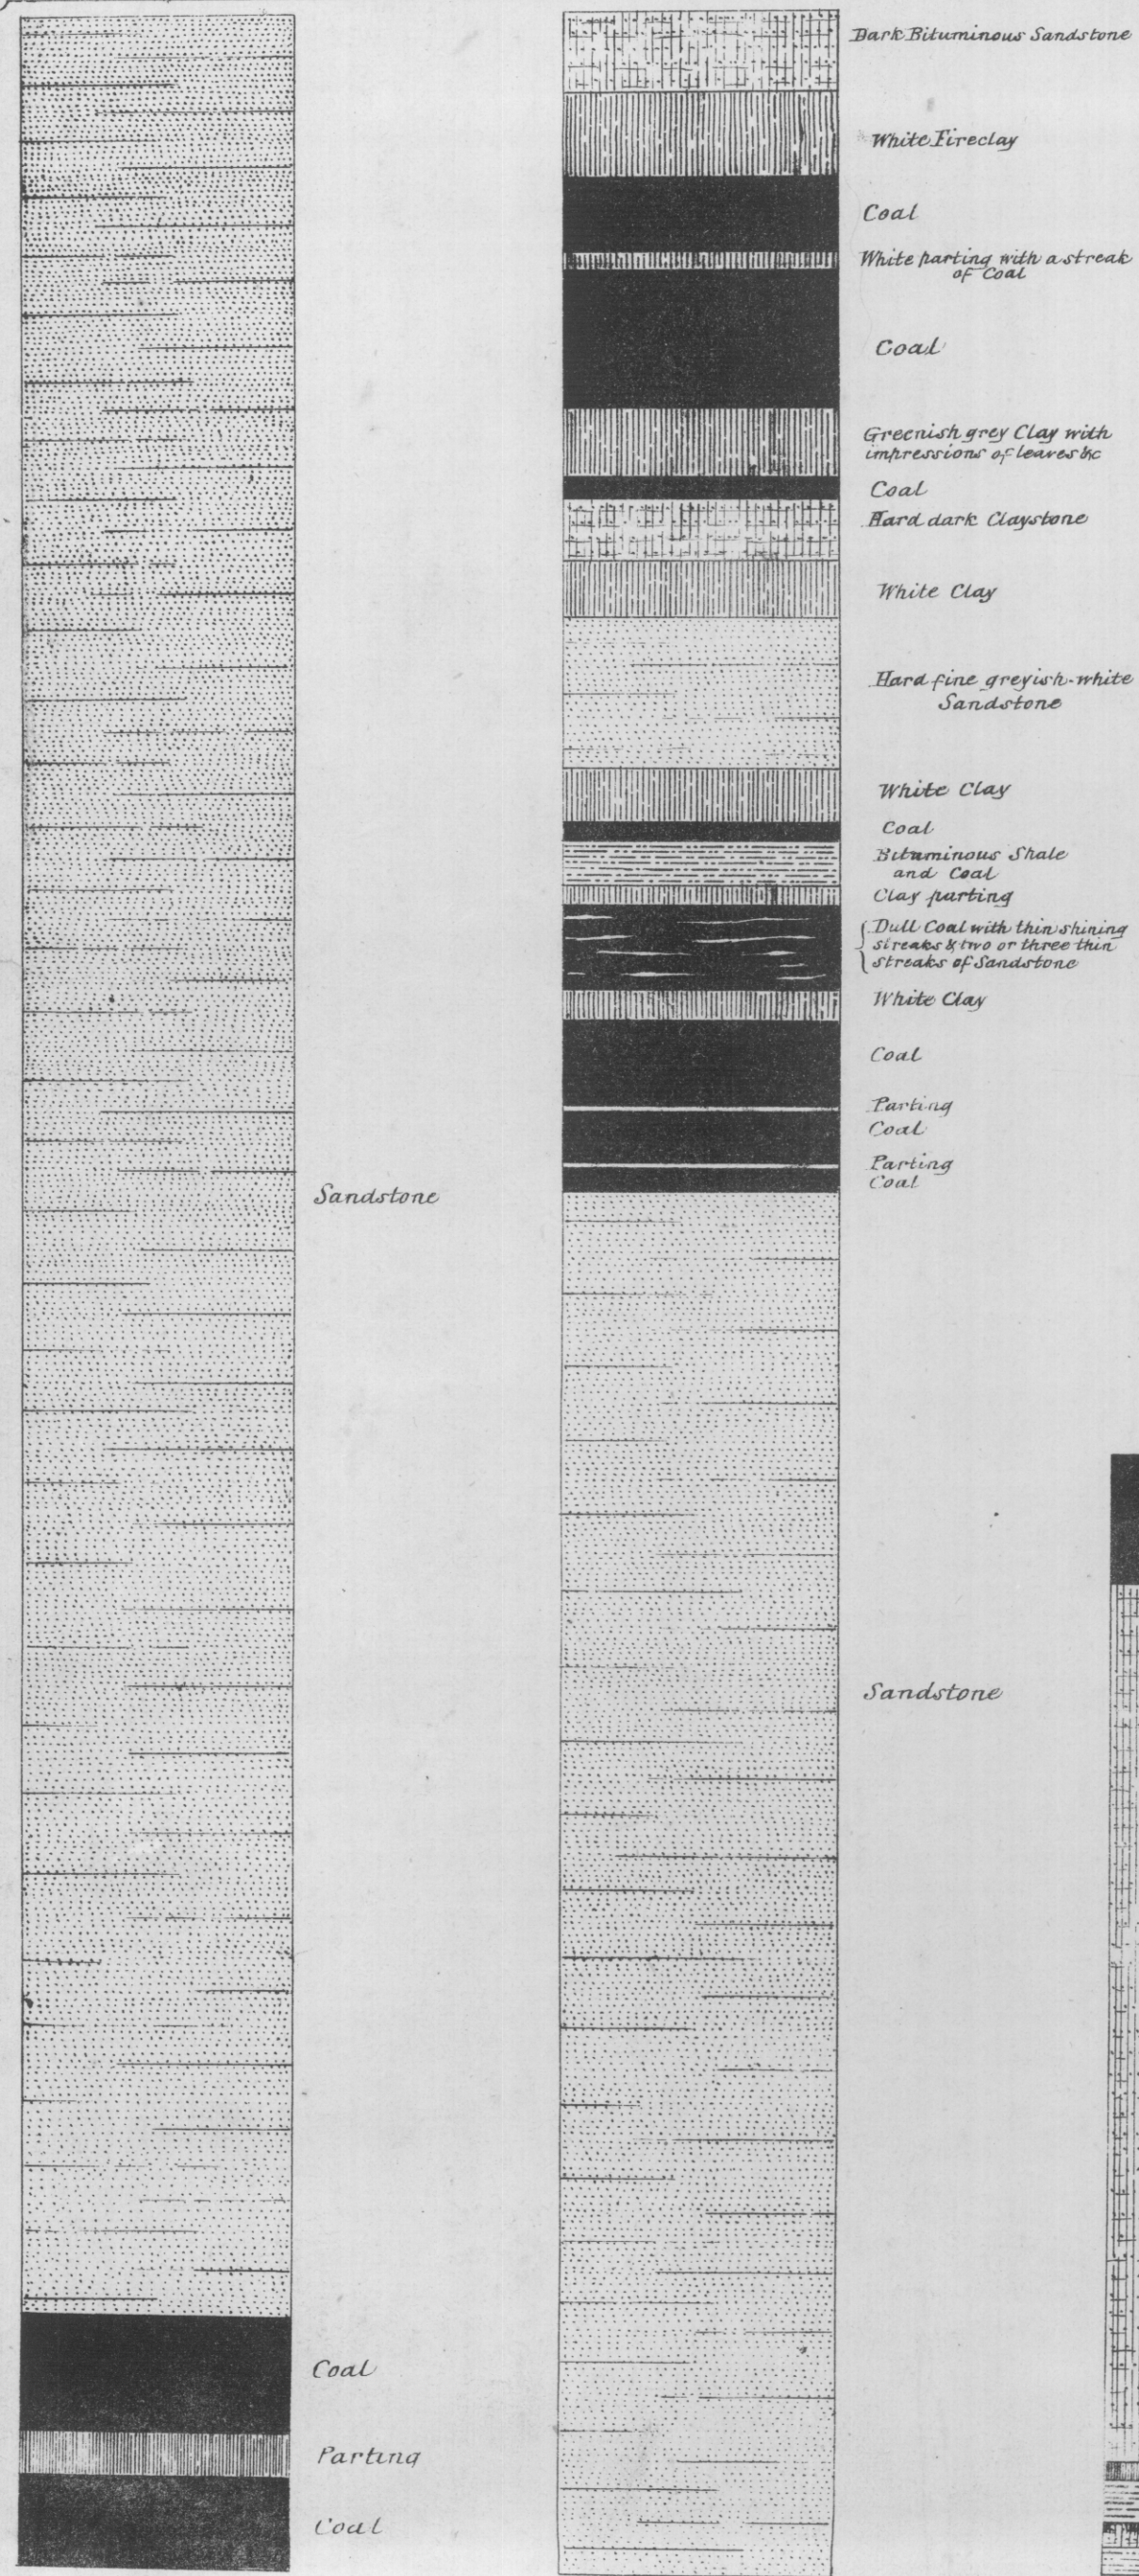 Sandstone
Coal
Parting
Coal
Dark Bituminous Sandstone
White Fireclay
Coal
White parting with a streak
of Coal
Coal
Greenish grey Clay with
impressions of leaves &c
Coal
Hard dark Claystone
White Clay
Hard fine greyish-white
Sandstone
White Clay
Coal
Bituminous Shale
and Coal
Clay parting
Dull Coal with thin shining
streaks & two or three thin
streaks of Sandstone
White Clay
Coal
Parting
Coal
Parting
Coal
Sandstone